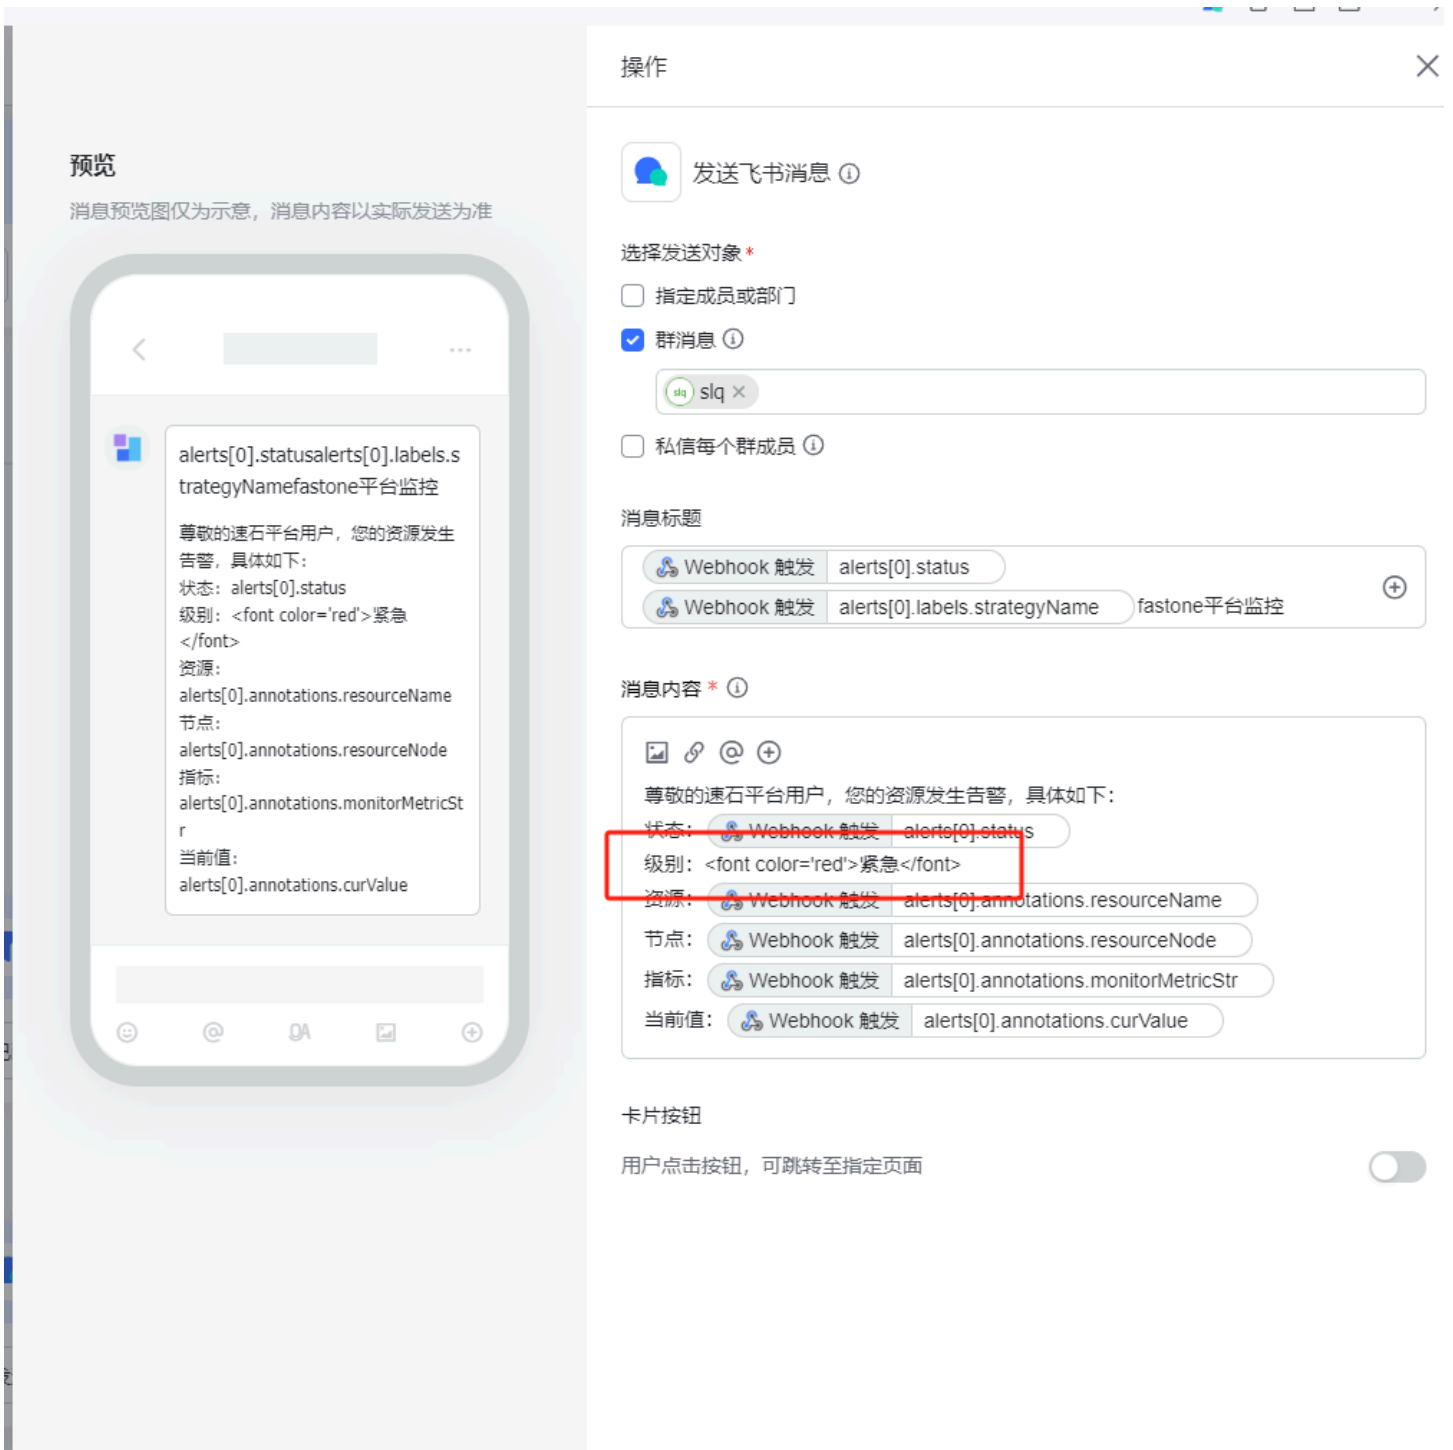 预览
消息预览图仅为示意，消息内容以实际发送为准
alerts[0].statusalerts[0].labels.s
trategyNamefastone平台监控
尊敬的速石平台用户，您的资源发生
告警，具体如下：
状态：alerts[0].status
级别：<font color='red'>紧急
</font>
资源：
alerts[0].annotations.resourceName
节点：
alerts[0].annotations.resourceNode
指标：
alerts[0].annotations.monitorMetricSt
r
当前值：
alerts[0].annotations.curValue
操作
发送飞书消息
选择发送对象*
指定成员或部门
群消息
slq slq
私信每个群成员
消息标题
Webhook 触发 alerts[0].status
Webhook 触发 alerts[0].labels.strategyName fastone平台监控
消息内容*
尊敬的速石平台用户，您的资源发生告警，具体如下：
状态： Webhook 触发 alerts[0].status
级别：<font color='red'>紧急</font>
资源： Webhook 触发 alerts[0].annotations.resourceName
节点： Webhook 触发 alerts[0].annotations.resourceNode
指标： Webhook 触发 alerts[0].annotations.monitorMetricStr
当前值： Webhook 触发 alerts[0].annotations.curValue
卡片按钮
用户点击按钮，可跳转至指定页面